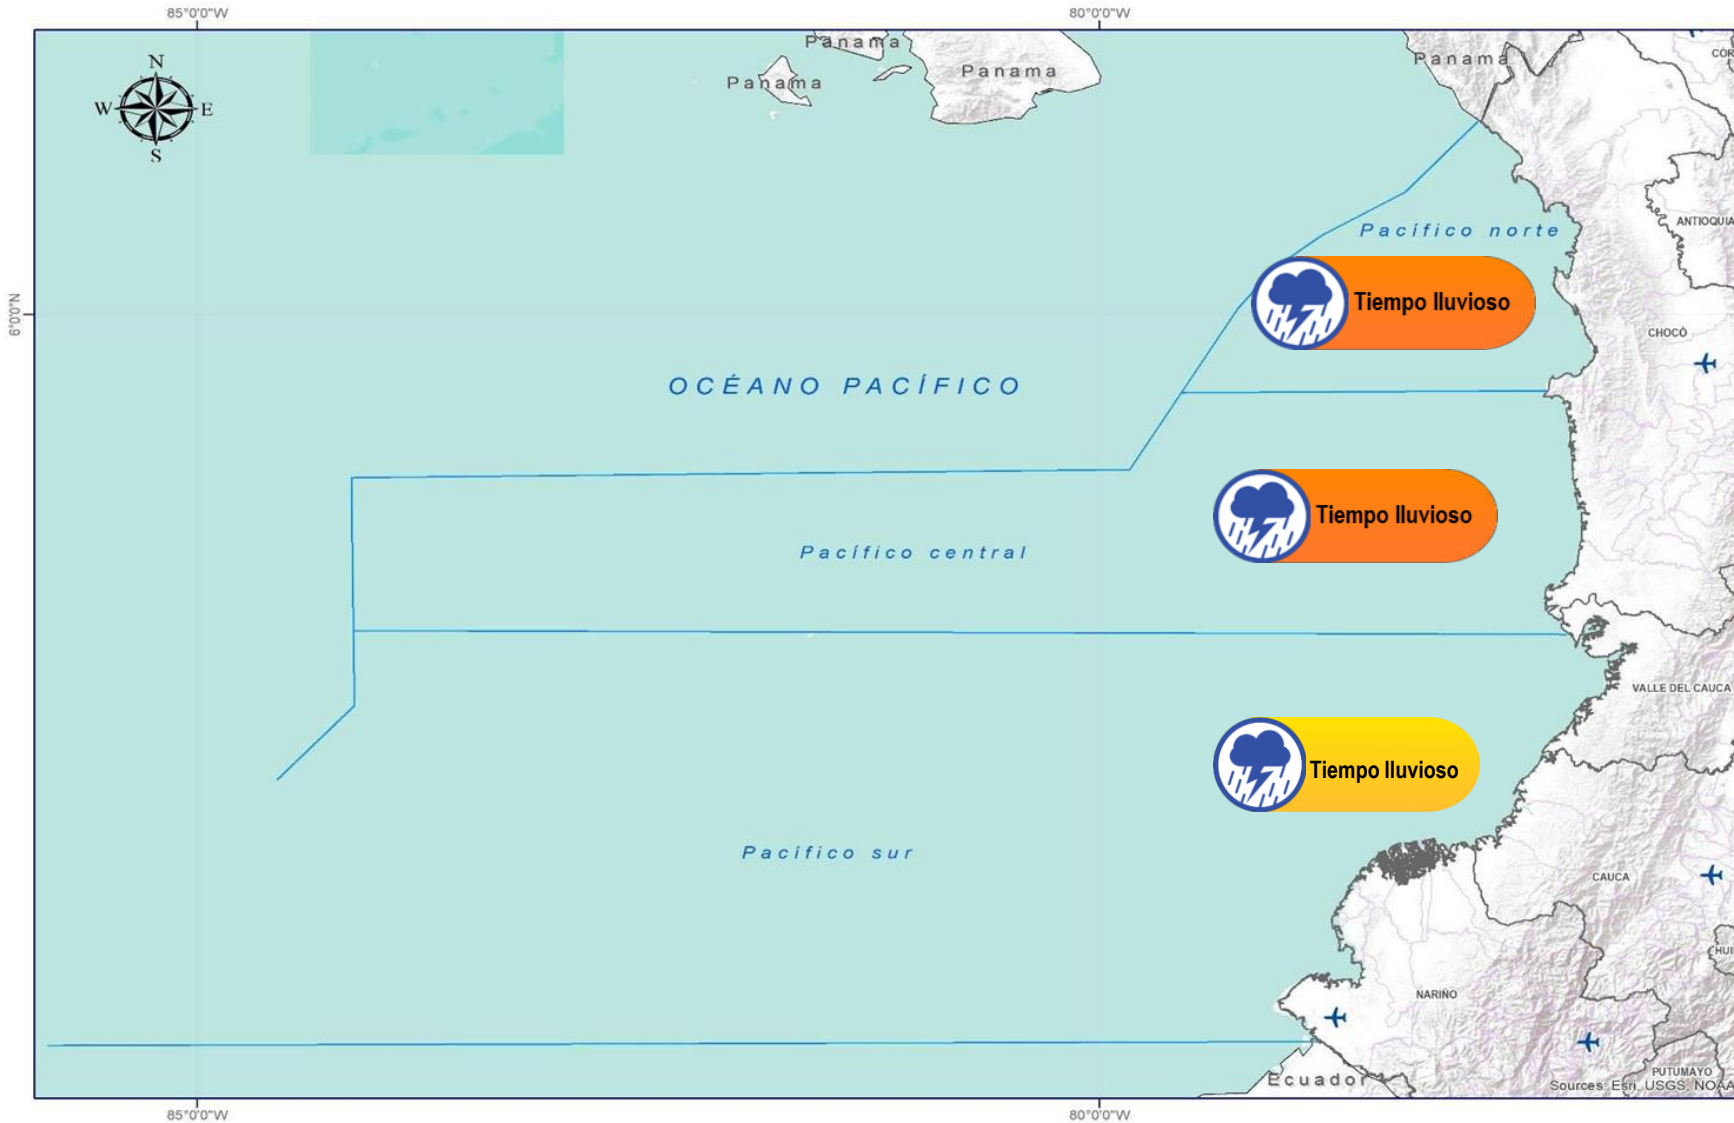 85°0'0"W
80°0'0"W
N
W
E
S
Panama
Panama
Panama
Panama
CÓR
ANTIOQUIA
Pacífico norte
6°0'0"N
Tiempo lluvioso
CHOCÓ
OCÉANO PACÍFICO
Tiempo lluvioso
Pacífico central
VALLE DEL CAUCA
Tiempo lluvioso
Pacífico sur
CAUCA
HUI
NARIÑO
PUTUMAYO
Ecuador
Sources: Esri, USGS, NOAA
85°0'0"W
80°0'0"W